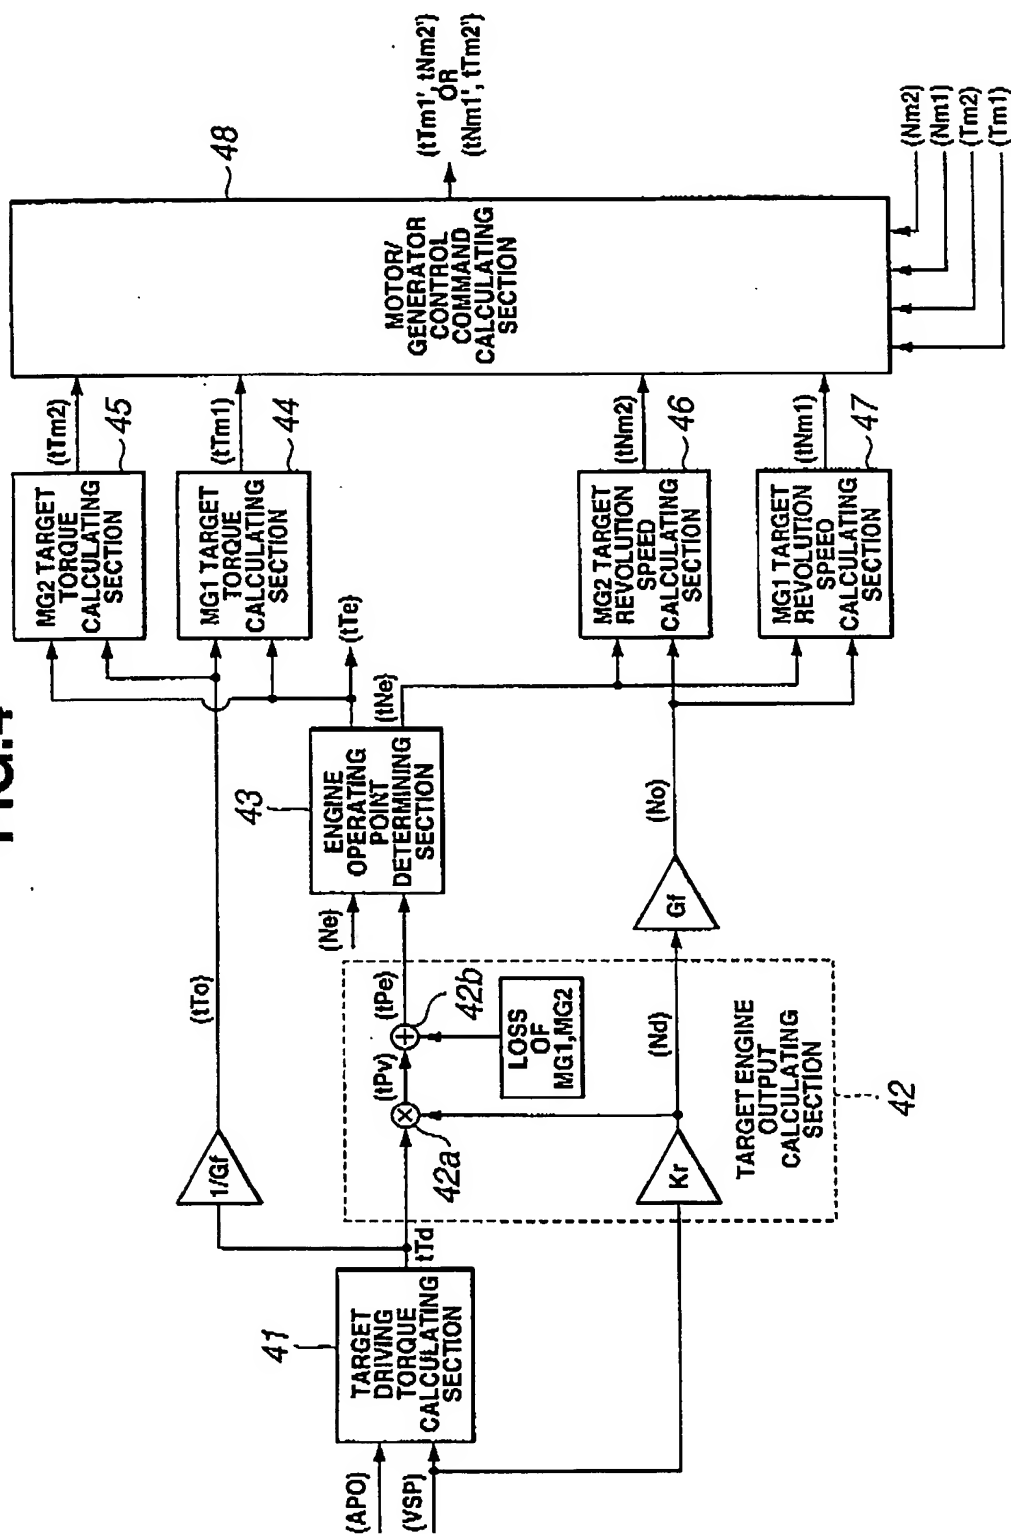 FIG.4
(APO)
(VSP)
41
TARGET
DRIVING
TORQUE
CALCULATING
SECTION
tTd
1/Gf
(tTo)
42a
(tPv)
42b
(tPe)
LOSS
OF
MG1,MG2
Kr
(Nd)
TARGET ENGINE
OUTPUT
CALCULATING
SECTION
42
Gf
(No)
(Ne)
43
ENGINE
OPERATING
POINT
DETERMINING
SECTION
(tTe)
(tNe)
MG2 TARGET
TORQUE
CALCULATING
SECTION
45
(tTm2)
MG1 TARGET
TORQUE
CALCULATING
SECTION
44
(tTm1)
MG2 TARGET
REVOLUTION
SPEED
CALCULATING
SECTION
46
(tNm2)
MG1 TARGET
REVOLUTION
SPEED
CALCULATING
SECTION
47
(tNm1)
48
MOTOR/
GENERATOR
CONTROL
COMMAND
CALCULATING
SECTION
(tTm1', tNm2')
OR
(tNm1', tTm2')
(Nm2)
(Nm1)
(Tm2)
(Tm1)